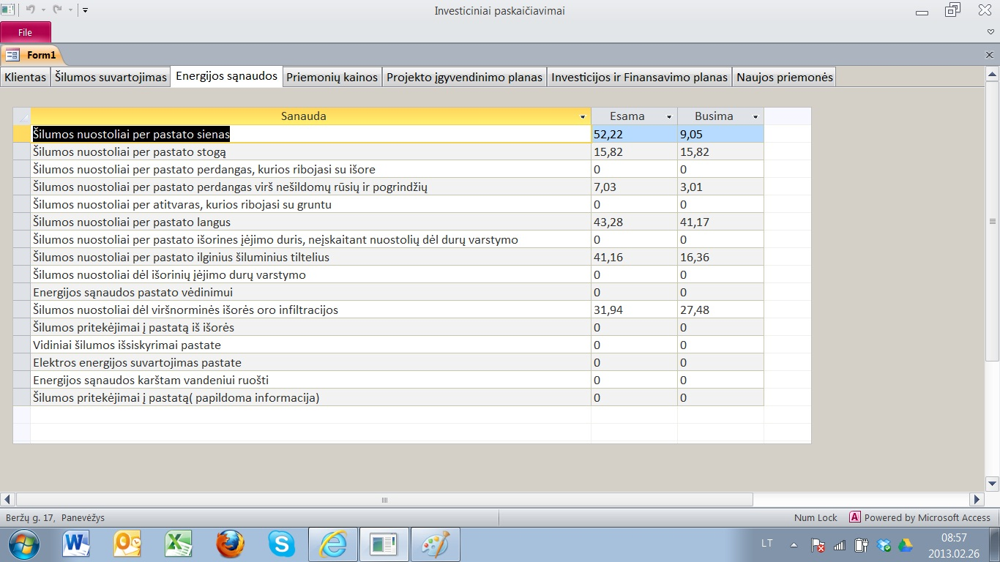 Investiciniai paskaičiavimai
File
Form1
Klientas Šilumos suvartojimas Energijos sąnaudos Priemonių kainos Projekto įgyvendinimo planas Investicijos ir Finansavimo planas Naujos priemonės
Sanauda Esama Busima
Šilumos nuostoliai per pastato sienas 52,22 9,05
Šilumos nuostoliai per pastato stogą 15,82 15,82
Šilumos nuostoliai per pastato perdangas, kurios ribojasi su išore 0 0
Šilumos nuostoliai per pastato perdangas virš nešildomų rūsių ir pogrindžių 7,03 3,01
Šilumos nuostoliai per atitvaras, kurios ribojasi su gruntu 0 0
Šilumos nuostoliai per pastato langus 43,28 41,17
Šilumos nuostoliai per pastato išorines įėjimo duris, neįskaitant nuostolių dėl durų varstymo 0 0
Šilumos nuostoliai per pastato ilginius šiluminius tiltelius 41,16 16,36
Šilumos nuostoliai dėl išorinių įėjimo durų varstymo 0 0
Energijos sąnaudos pastato vėdinimui 0 0
Šilumos nuostoliai dėl viršnorminės išorės oro infiltracijos 31,94 27,48
Šilumos pritekėjimai į pastatą iš išorės 0 0
Vidiniai šilumos išsiskyrimai pastate 0 0
Elektros energijos suvartojimas pastate 0 0
Energijos sąnaudos karštam vandeniui ruošti 0 0
Šilumos pritekėjimai į pastatą( papildoma informacija) 0 0
Beržų g. 17, Panevėžys Num Lock A Powered by Microsoft Access
LT 08:57
2013.02.26